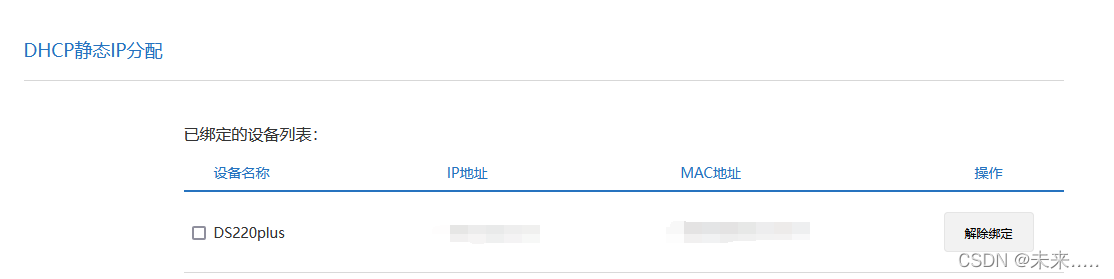 DHCP静态IP分配
已绑定的设备列表：
设备名称 IP地址 MAC地址 操作
DS220plus 解除绑定
CSDN @未来.....